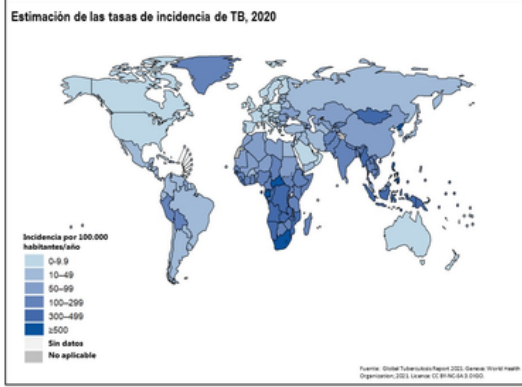 Estimación de las tasas de incidencia de TB, 2020
Incidencia por 100.000
habitantes/año
0-9.9
10–49
50–99
100–299
300–499
≥500
Sin datos
No aplicable
Fuente: Global Tuberculosis Report 2021. Geneva: World Health
Organization; 2021. Licence: CC BY-NC-SA 3.0 IGO.